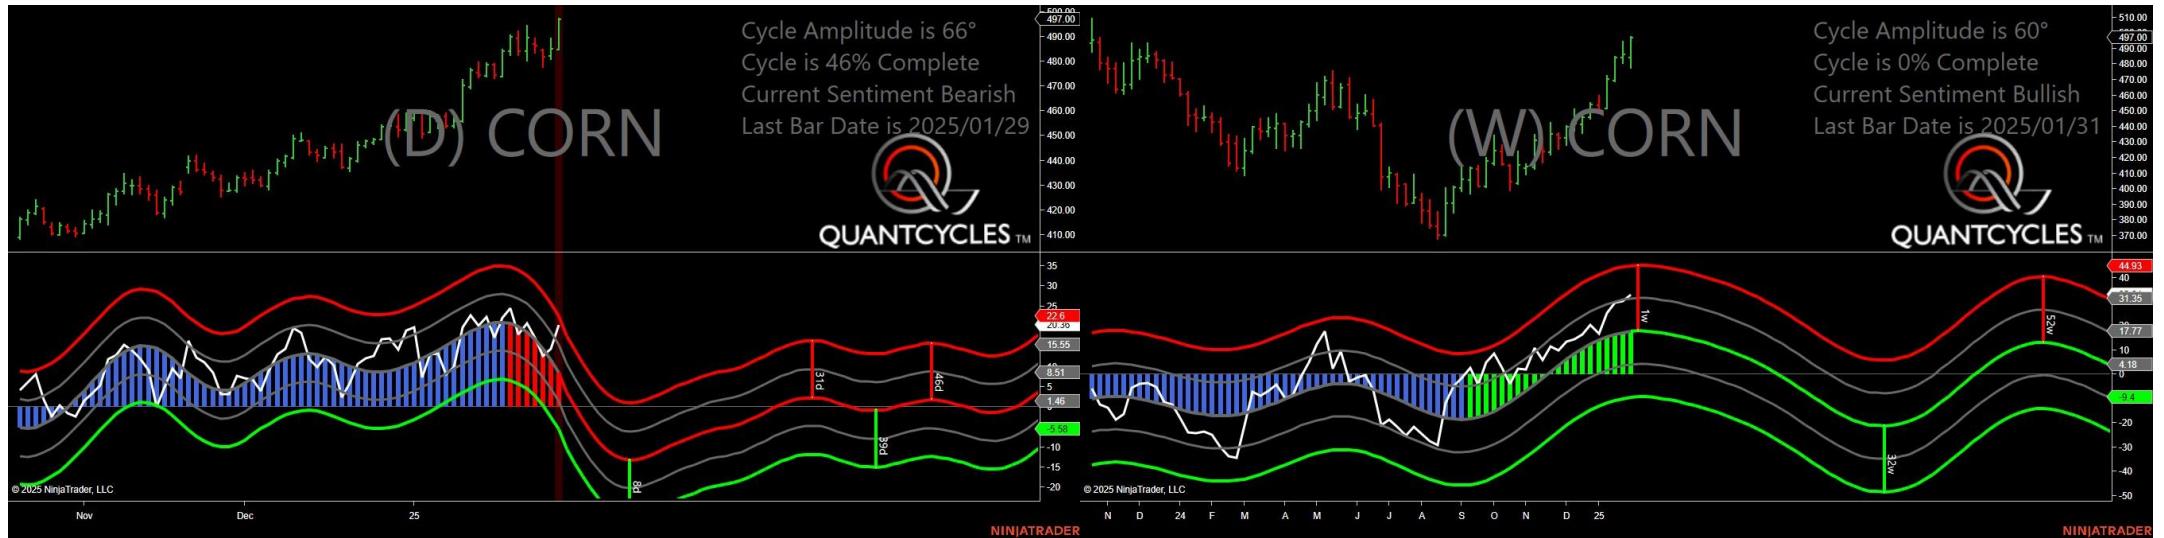 Cycle Amplitude is 66°
Cycle is 46% Complete
Current Sentiment Bearish
Last Bar Date is 2025/01/29
(D) CORN
QUANTCYCLES TM
500.00
497.00
490.00
480.00
470.00
460.00
450.00
440.00
430.00
420.00
410.00
35
30
25
22.6
20.36
15.55
8.51
5
1.46
-5.58
-10
-15
-20
8d
31d
39d
46d
© 2025 NinjaTrader, LLC
Nov
Dec
25
NINJATRADER
Cycle Amplitude is 60°
Cycle is 0% Complete
Current Sentiment Bullish
Last Bar Date is 2025/01/31
(W) CORN
QUANTCYCLES TM
510.00
497.00
490.00
480.00
470.00
460.00
450.00
440.00
430.00
420.00
410.00
400.00
390.00
380.00
370.00
44.93
40
31.35
17.77
4.18
0
-9.4
-20
-30
-40
-50
1w
32w
52w
© 2025 NinjaTrader, LLC
N D 24 F M A M J J A S O N D 25
NINJATRADER